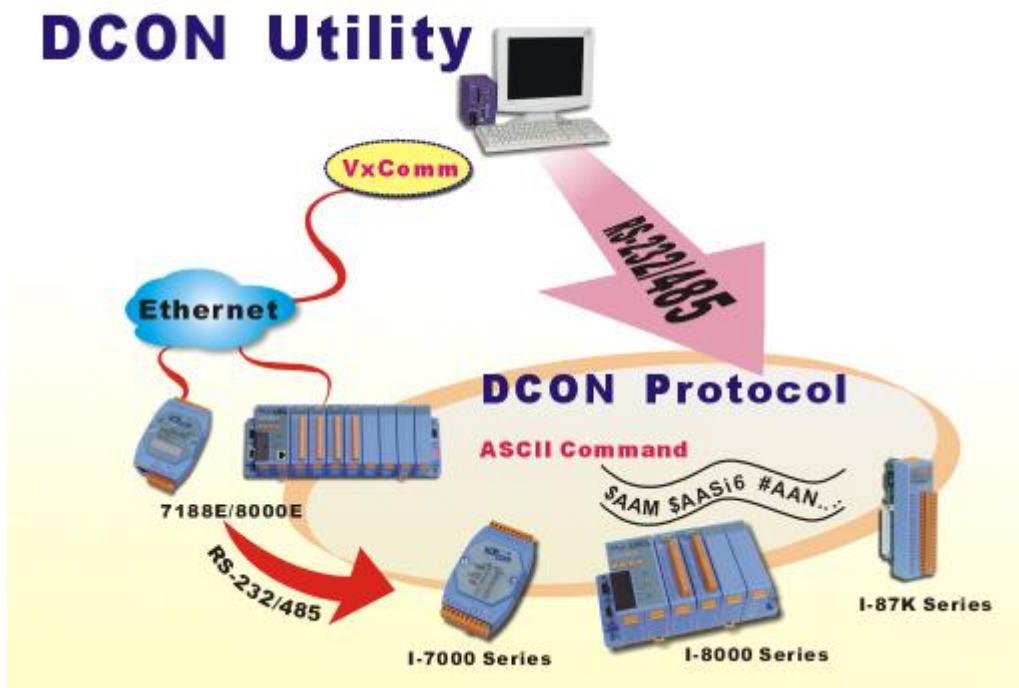 DCON Utility
VxComm
RS-232/485
Ethernet
DCON Protocol
ASCII Command
$AAM $AASi6 #AAN..:
7188E/8000E
RS-232/485
I-7000 Series
I-8000 Series
I-87K Series